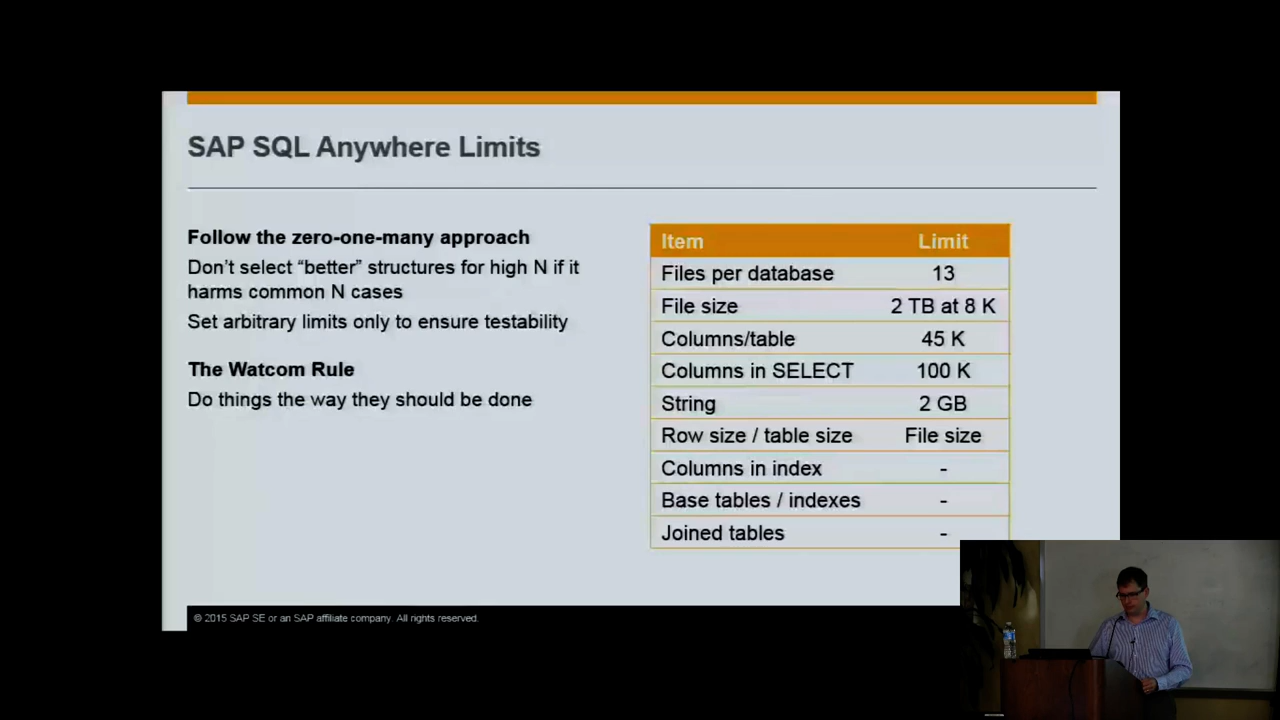 SAP SQL Anywhere Limits
Follow the zero-one-many approach
Don't select “better” structures for high N if it
harms common N cases
Set arbitrary limits only to ensure testability
The Watcom Rule
Do things the way they should be done
Item Limit
Files per database 13
File size 2 TB at 8 K
Columns/table 45 K
Columns in SELECT 100 K
String 2 GB
Row size / table size File size
Columns in index -
Base tables / indexes -
Joined tables -
© 2015 SAP SE or an SAP affiliate company. All rights reserved.